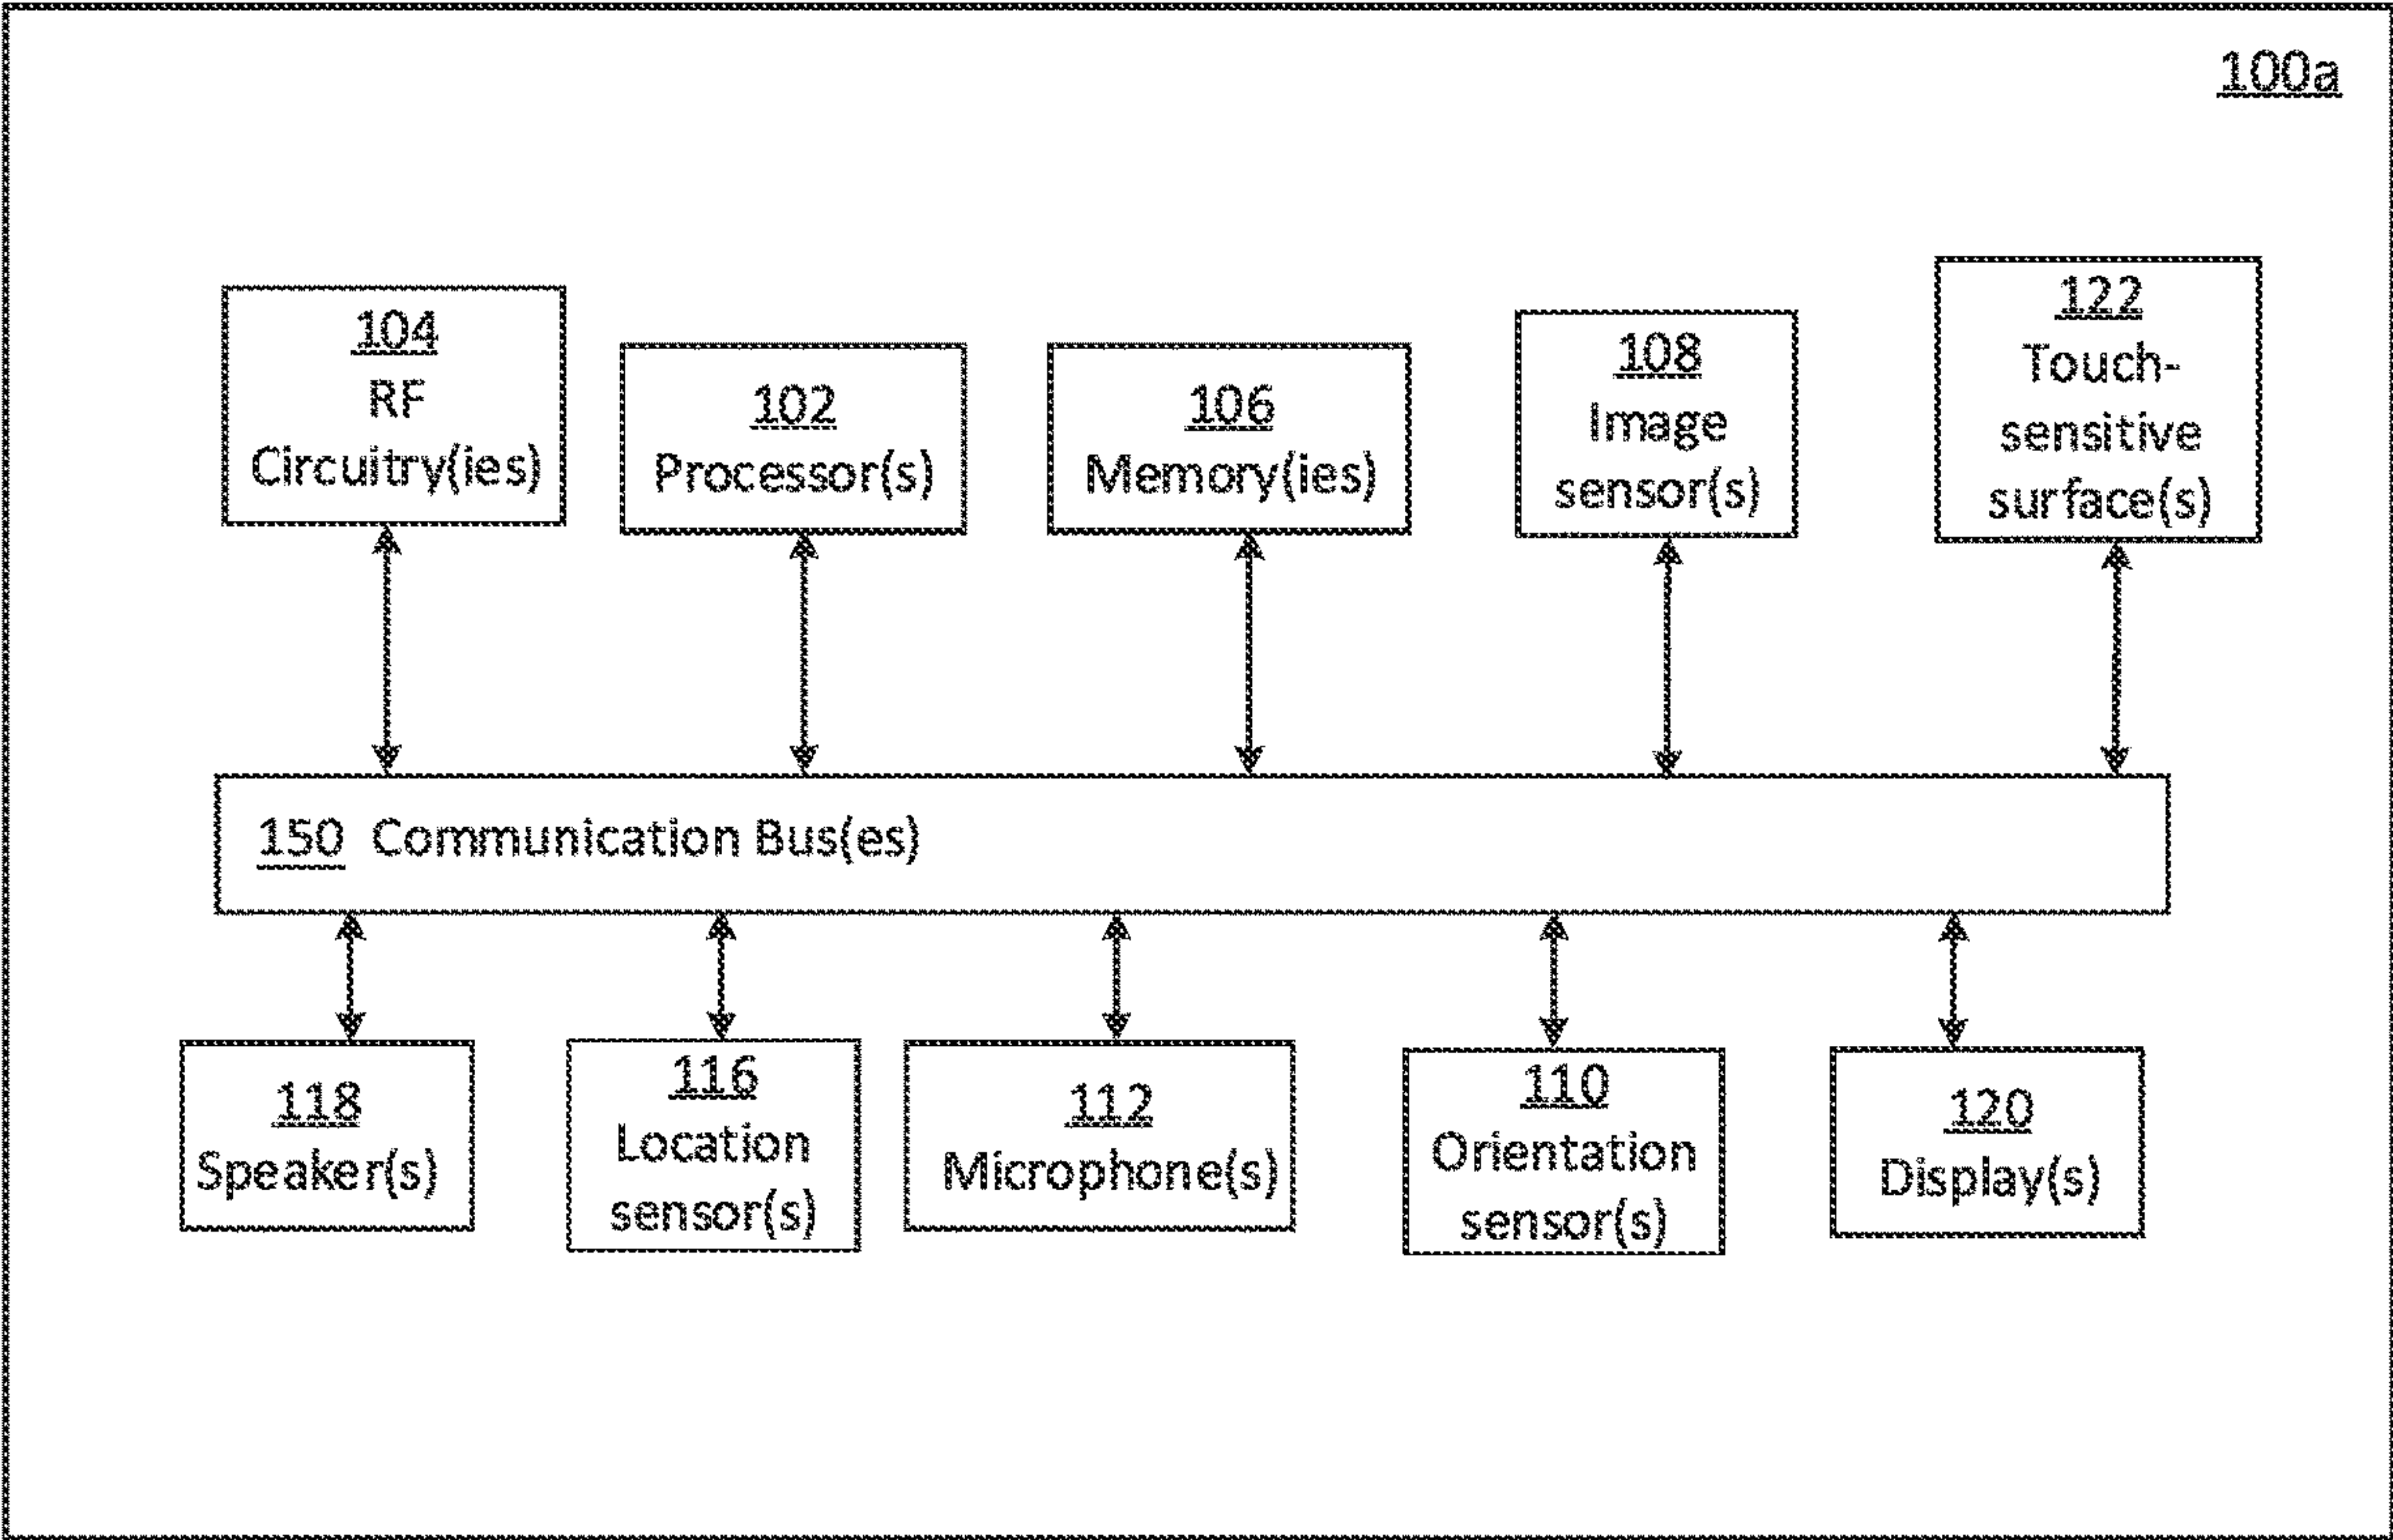 100a
104
RF
Circuitry(ies)
102
Processor(s)
106
Memory(ies)
108
Image
sensor(s)
122
Touch-
sensitive
surface(s)
150 Communication Bus(es)
118
Speaker(s)
116
Location
sensor(s)
112
Microphone(s)
110
Orientation
sensor(s)
120
Display(s)